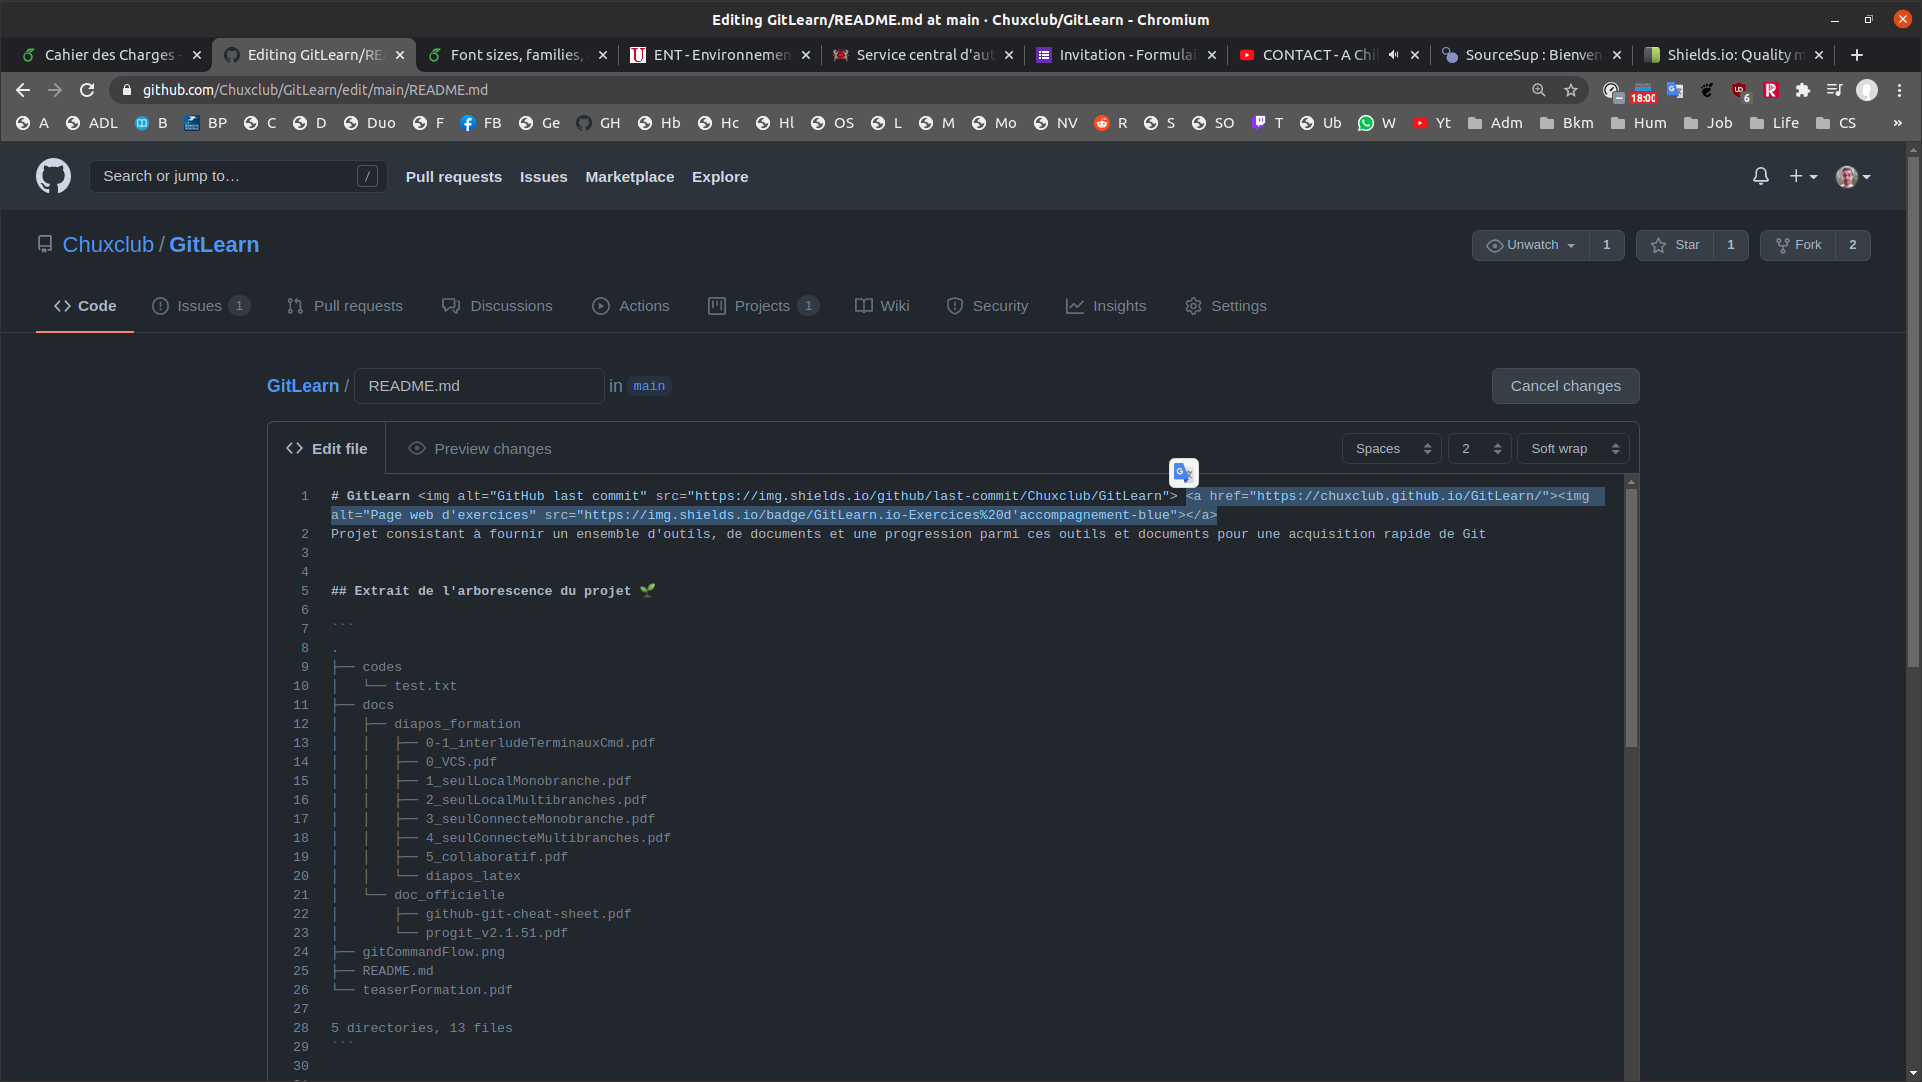 Editing GitLearn/README.md at main · Chuxclub/GitLearn - Chromium
Cahier des Charges -
Editing GitLearn/REA
Font sizes, families, a
ENT - Environnemen
Service central d'aut
Invitation - Formulai
CONTACT - A Chi
SourceSup : Bienven
Shields.io: Quality m
github.com/Chuxclub/GitLearn/edit/main/README.md
18:00
6
A ADL B BP C D Duo F FB Ge GH Hb Hc Hl OS L M Mo NV R S SO T Ub W Yt Adm Bkm Hum Job Life CS »
Search or jump to… /
Pull requests Issues Marketplace Explore
Chuxclub / GitLearn
Unwatch 1 Star 1 Fork 2
Code Issues 1 Pull requests Discussions Actions Projects 1 Wiki Security Insights Settings
GitLearn / README.md in main
Cancel changes
Edit file Preview changes
Spaces 2 Soft wrap
1 # GitLearn <img alt="GitHub last commit" src="https://img.shields.io/github/last-commit/Chuxclub/GitLearn"> <a href="https://chuxclub.github.io/GitLearn/"><img
alt="Page web d'exercices" src="https://img.shields.io/badge/GitLearn.io-Exercices%20d'accompagnement-blue"></a>
2 Projet consistant à fournir un ensemble d'outils, de documents et une progression parmi ces outils et documents pour une acquisition rapide de Git
3
4
5 ## Extrait de l'arborescence du projet 🌱
6
7 ```
8 .
9 ├── codes
10 │   └── test.txt
11 ├── docs
12 │   ├── diapos_formation
13 │   │   ├── 0-1_interludeTerminauxCmd.pdf
14 │   │   ├── 0_VCS.pdf
15 │   │   ├── 1_seulLocalMonobranche.pdf
16 │   │   ├── 2_seulLocalMultibranches.pdf
17 │   │   ├── 3_seulConnecteMonobranche.pdf
18 │   │   ├── 4_seulConnecteMultibranches.pdf
19 │   │   ├── 5_collaboratif.pdf
20 │   │   └── diapos_latex
21 │   └── doc_officielle
22 │       ├── github-git-cheat-sheet.pdf
23 │       └── progit_v2.1.51.pdf
24 ├── gitCommandFlow.png
25 ├── README.md
26 └── teaserFormation.pdf
27
28 5 directories, 13 files
29 ```
30